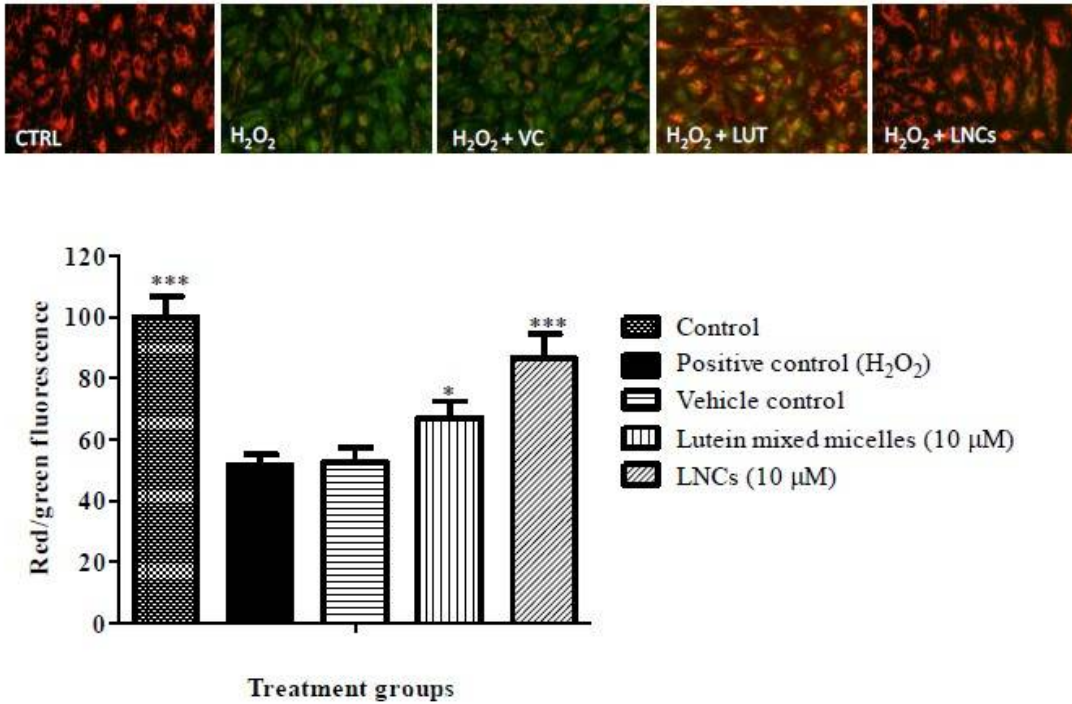 CTRL
H₂O₂
H₂O₂ + VC
H₂O₂ + LUT
H₂O₂ + LNCs
120
100
80
60
40
20
0
Red/green fluorescence
***
*
***
Treatment groups
Control
Positive control (H₂O₂)
Vehicle control
Lutein mixed micelles (10 μM)
LNCs (10 μM)